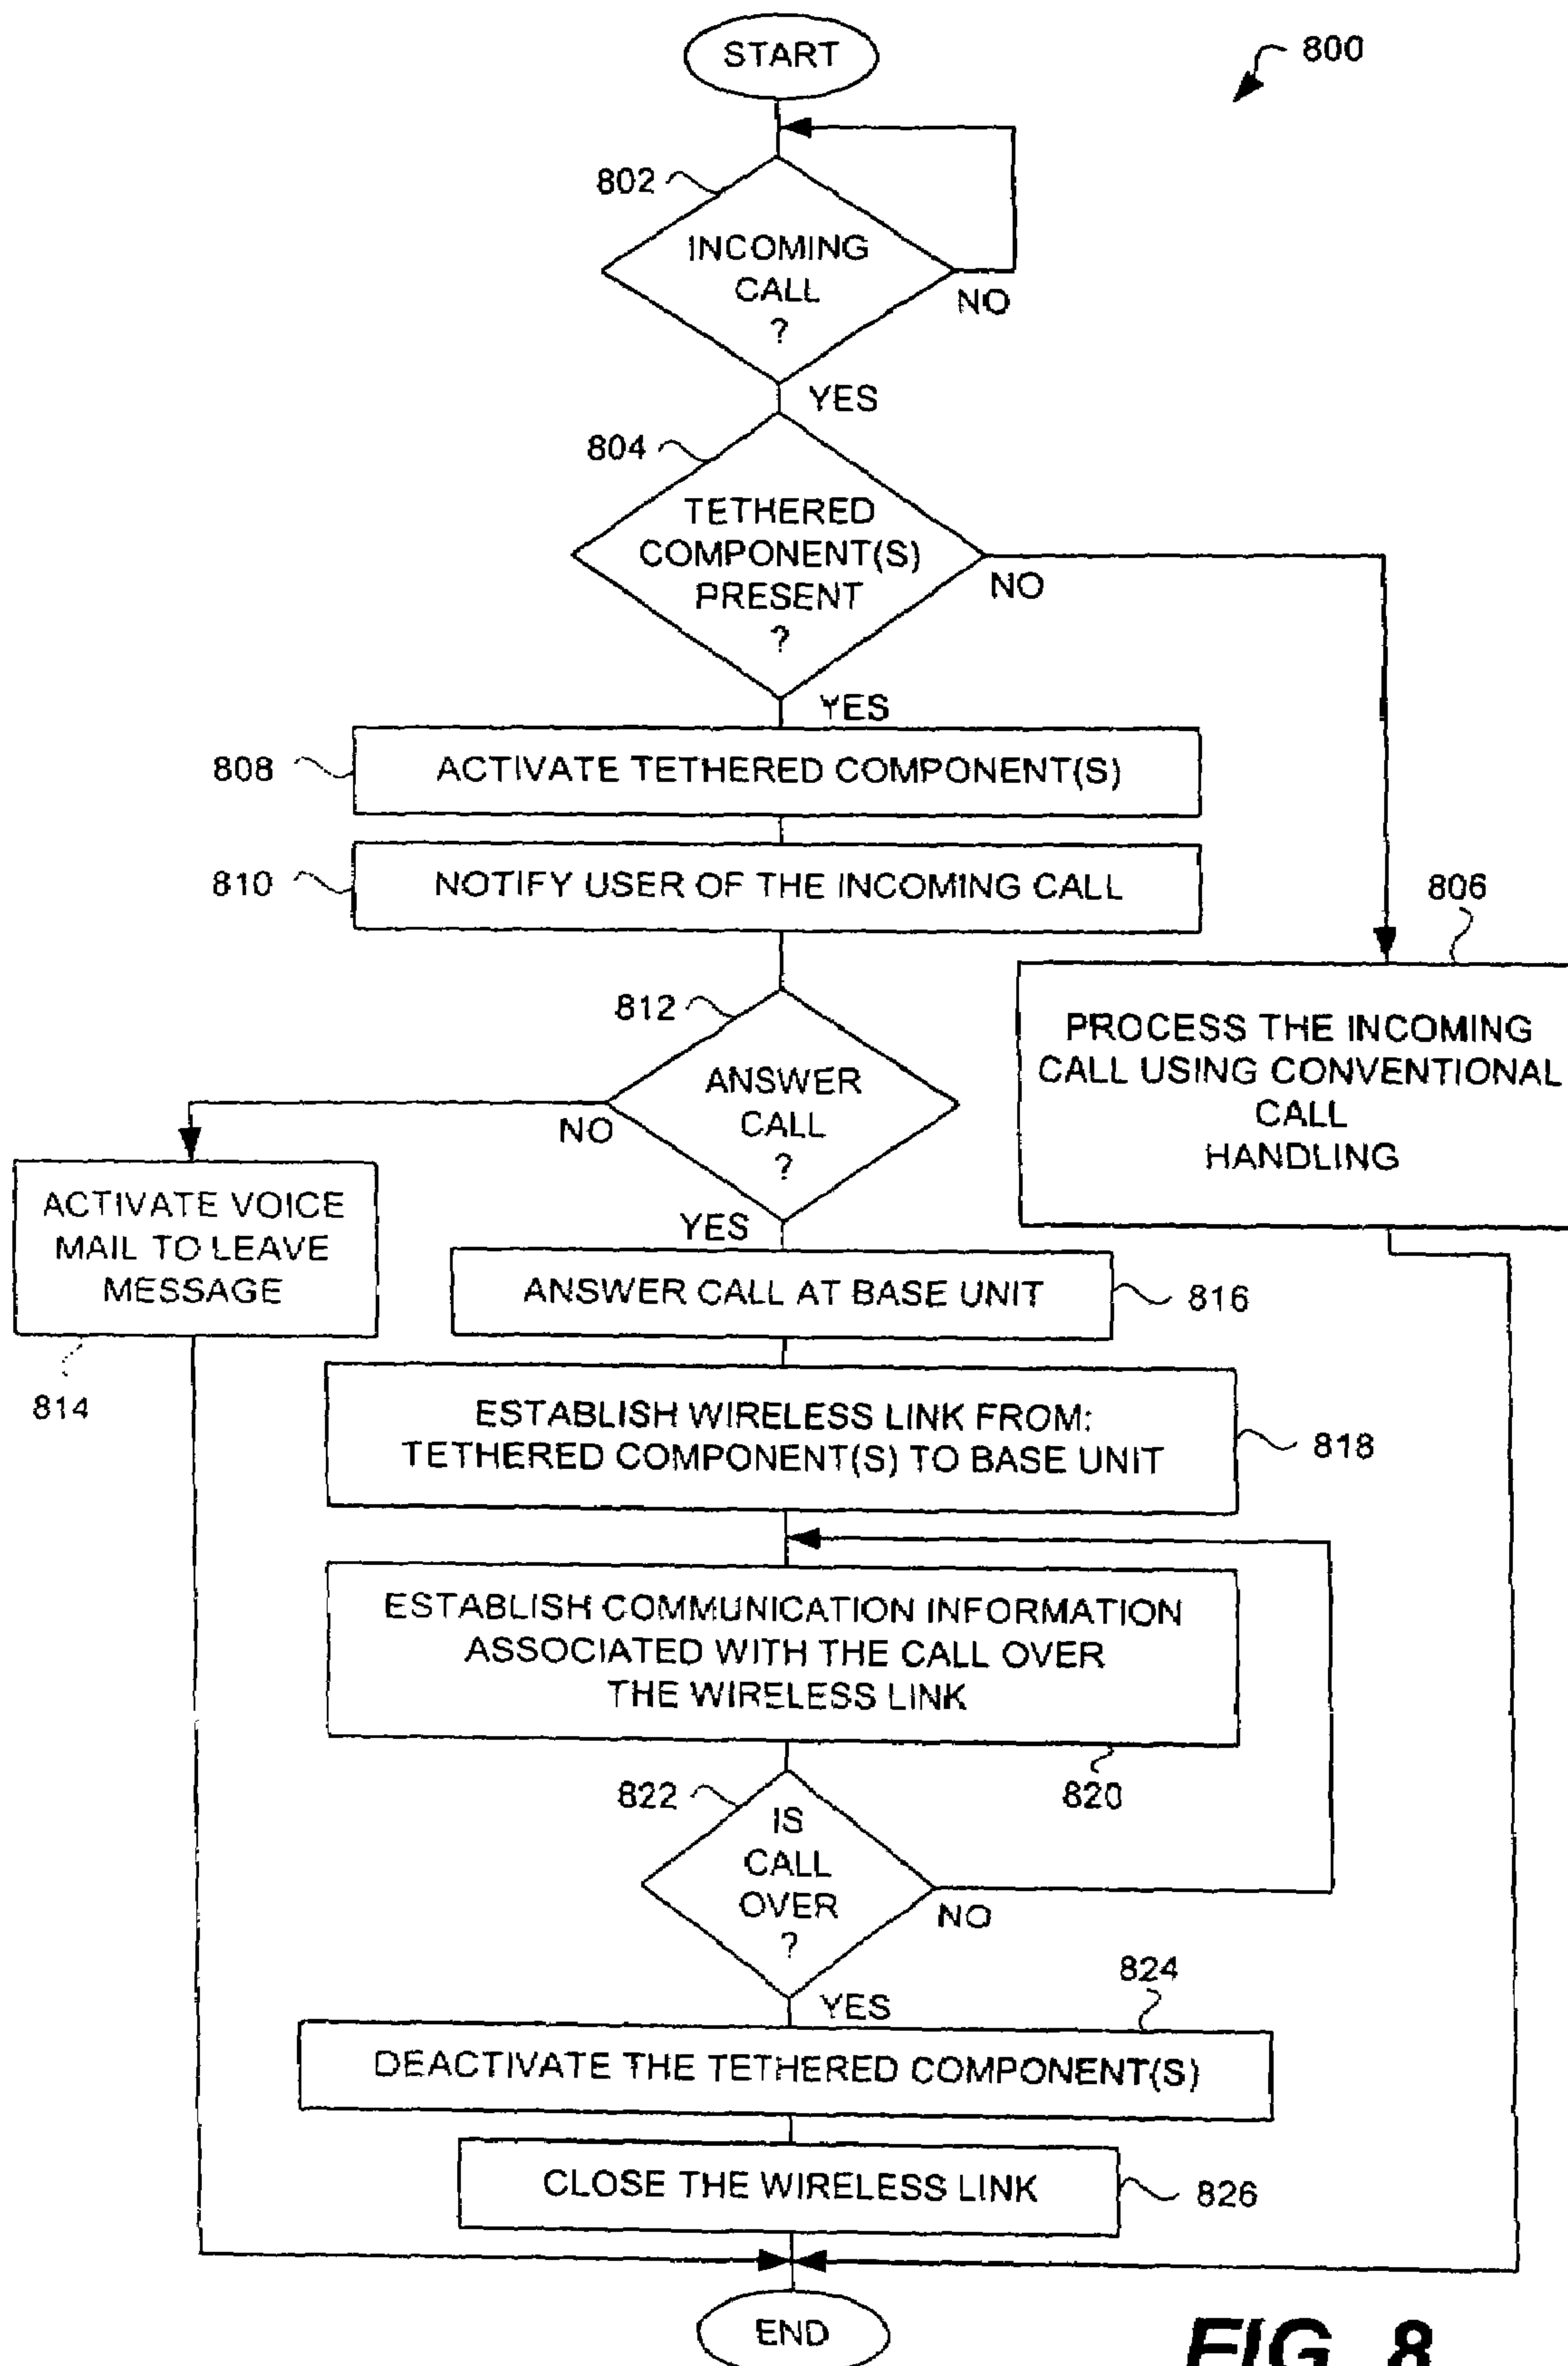 START
800
802
INCOMING
CALL
?
NO
YES
804
TETHERED
COMPONENT(S)
PRESENT
?
NO
YES
808
ACTIVATE TETHERED COMPONENT(S)
810
NOTIFY USER OF THE INCOMING CALL
806
PROCESS THE INCOMING
CALL USING CONVENTIONAL
CALL
HANDLING
812
ANSWER
CALL
?
NO
YES
ACTIVATE VOICE
MAIL TO LEAVE
MESSAGE
814
ANSWER CALL AT BASE UNIT
816
ESTABLISH WIRELESS LINK FROM:
TETHERED COMPONENT(S) TO BASE UNIT
818
ESTABLISH COMMUNICATION INFORMATION
ASSOCIATED WITH THE CALL OVER
THE WIRELESS LINK
820
822
IS
CALL
OVER
?
NO
YES
824
DEACTIVATE THE TETHERED COMPONENT(S)
CLOSE THE WIRELESS LINK
826
END
FIG. 8